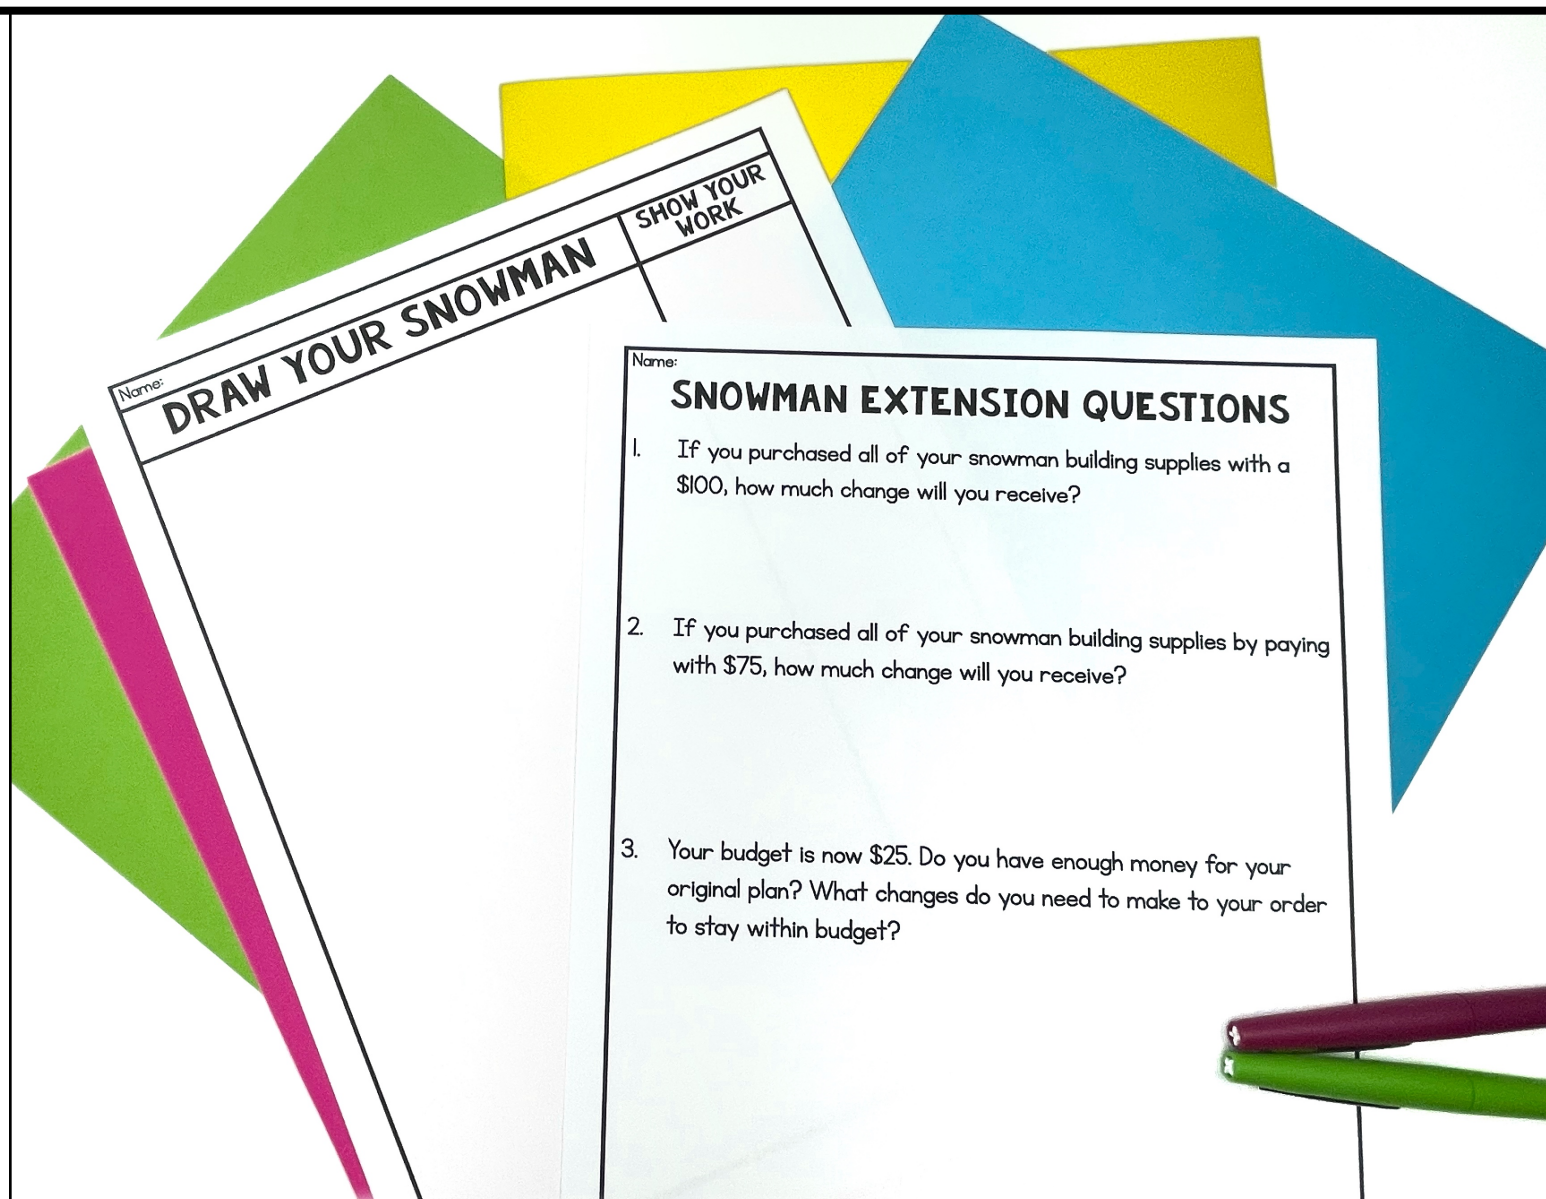 Name:
DRAW YOUR SNOWMAN
SHOW YOUR
WORK
Name:
SNOWMAN EXTENSION QUESTIONS
1. If you purchased all of your snowman building supplies with a
$100, how much change will you receive?
2. If you purchased all of your snowman building supplies by paying
with $75, how much change will you receive?
3. Your budget is now $25. Do you have enough money for your
original plan? What changes do you need to make to your order
to stay within budget?